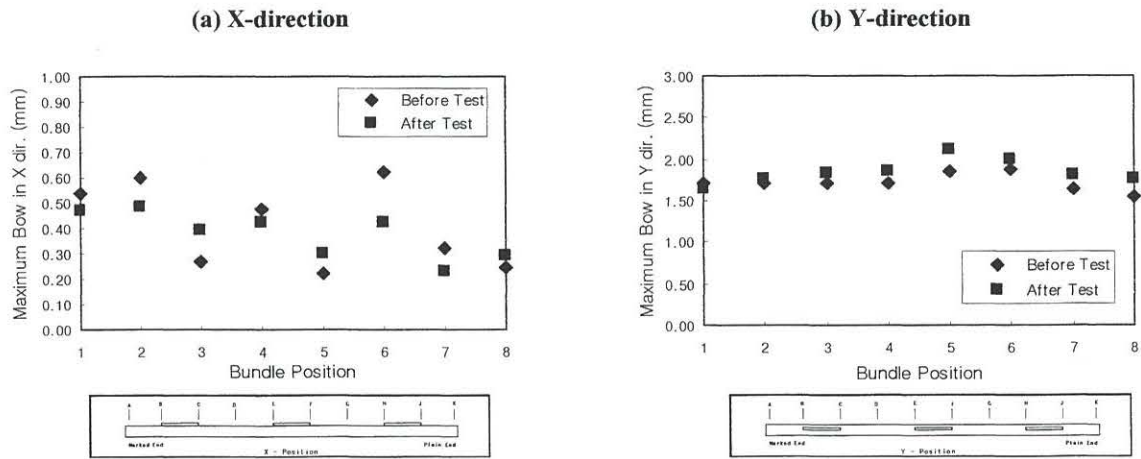 (a) X-direction
Maximum Bow in X dir. (mm)
1.00
0.90
0.80
0.70
0.60
0.50
0.40
0.30
0.20
0.10
0.00
Before Test
After Test
1 2 3 4 5 6 7 8
Bundle Position
A B C D E F G H J K
Marked End
Plain End
X - Position
(b) Y-direction
Maximum Bow in Y dir. (mm)
3.00
2.50
2.00
1.50
1.00
0.50
0.00
Before Test
After Test
1 2 3 4 5 6 7 8
Bundle Position
A C D E G H J K
Marked End
Plain End
Y - Position